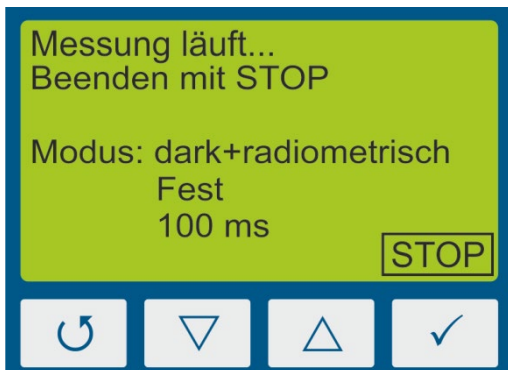 Messung läuft...
Beenden mit STOP
Modus: dark+radiometrisch
Fest
100 ms
STOP